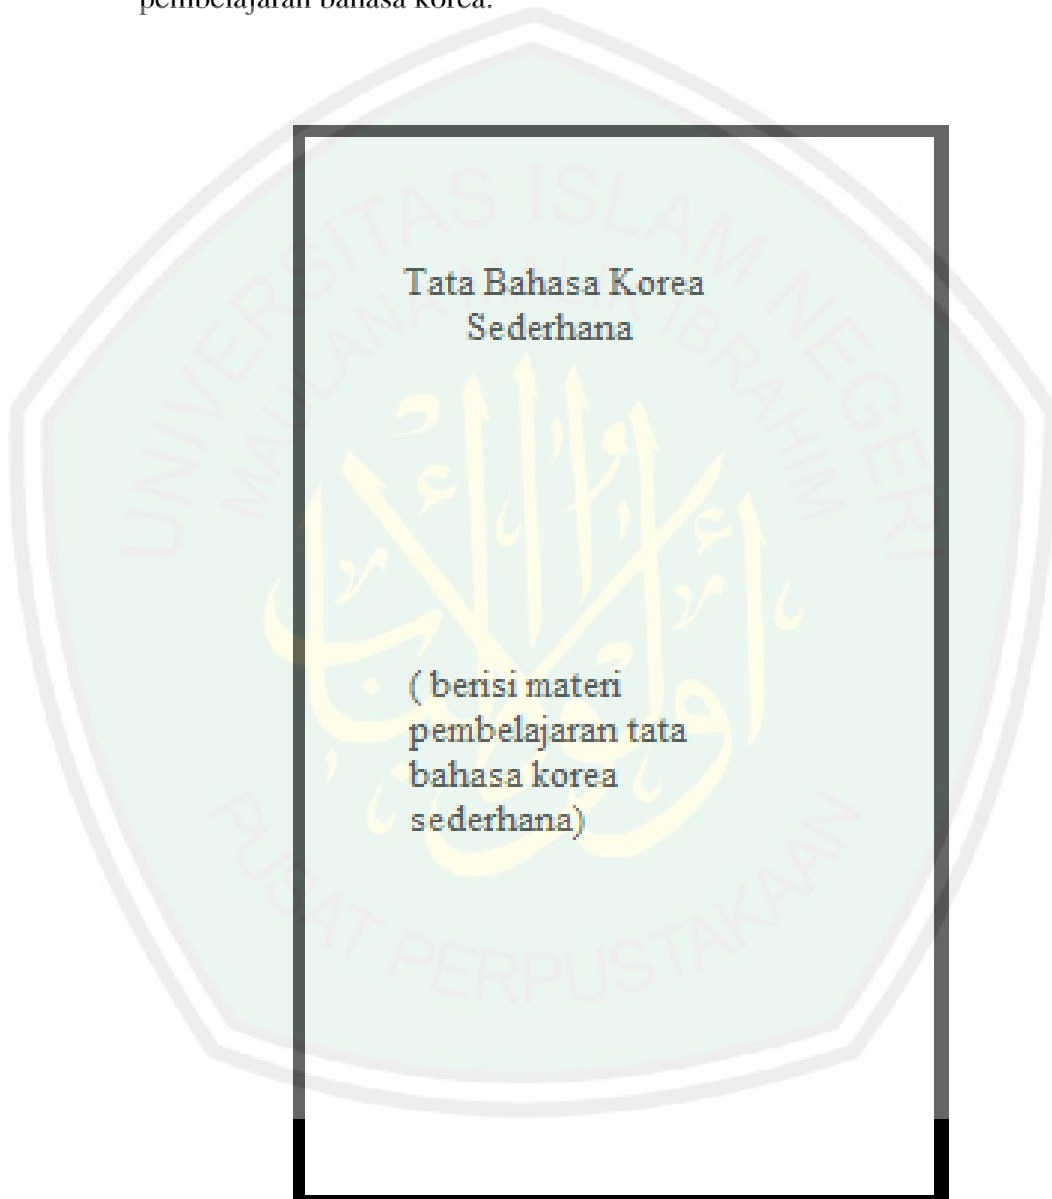 pembelajaran bahasa korea.
UNIVERSITAS ISLAM NEGERI
MAULANA MALIK IBRAHIM
Tata Bahasa Korea
Sederhana
( berisi materi
pembelajaran tata
bahasa korea
sederhana)
PUSAT PERPUSTAKAAN